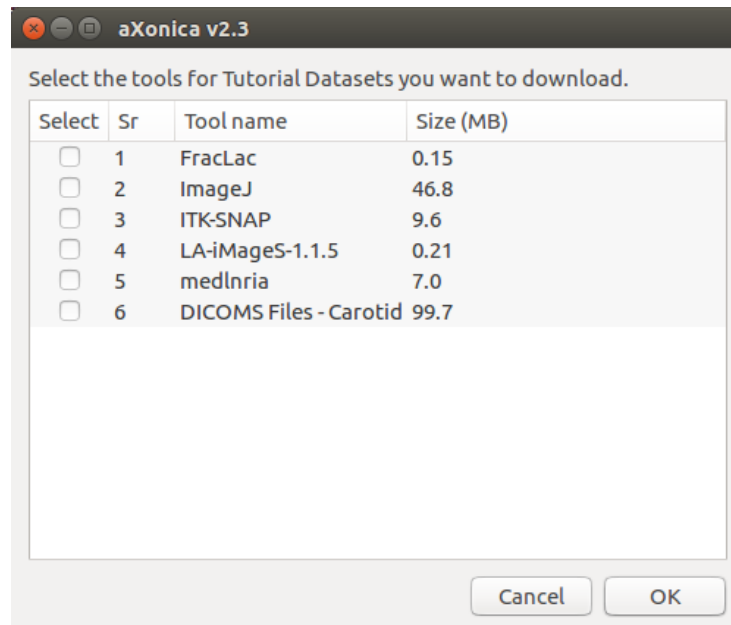 aXonica v2.3
Select the tools for Tutorial Datasets you want to download.
Select Sr Tool name Size (MB)
1 FracLac 0.15
2 ImageJ 46.8
3 ITK-SNAP 9.6
4 LA-iMageS-1.1.5 0.21
5 medlnria 7.0
6 DICOMS Files - Carotid 99.7
Cancel OK